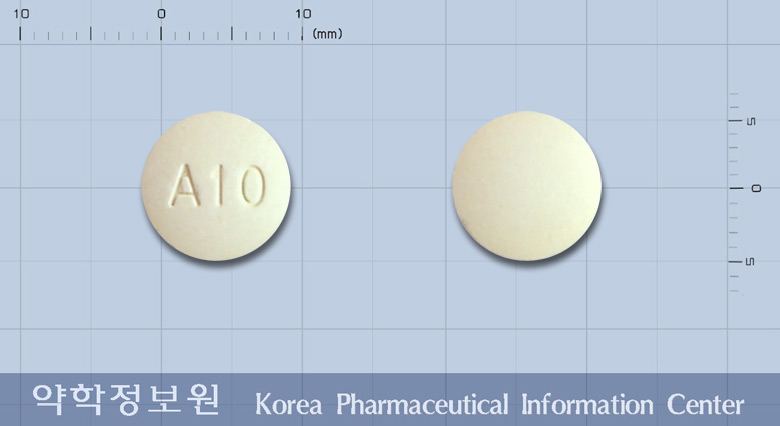 10 0 10 (mm)
A10
5
0
5
약학정보원 Korea Pharmaceutical Information Center